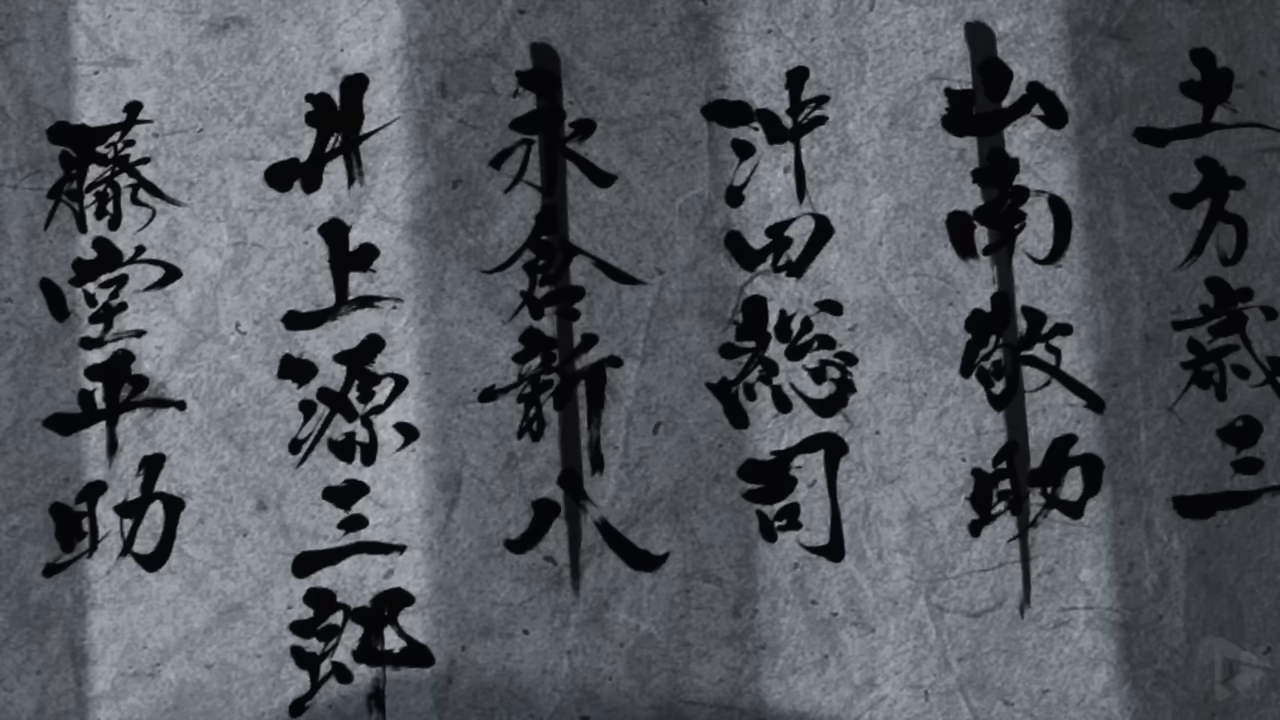 土方歳三
山南敬助
沖田総司
永倉新八
井上源三郎
藤堂平助